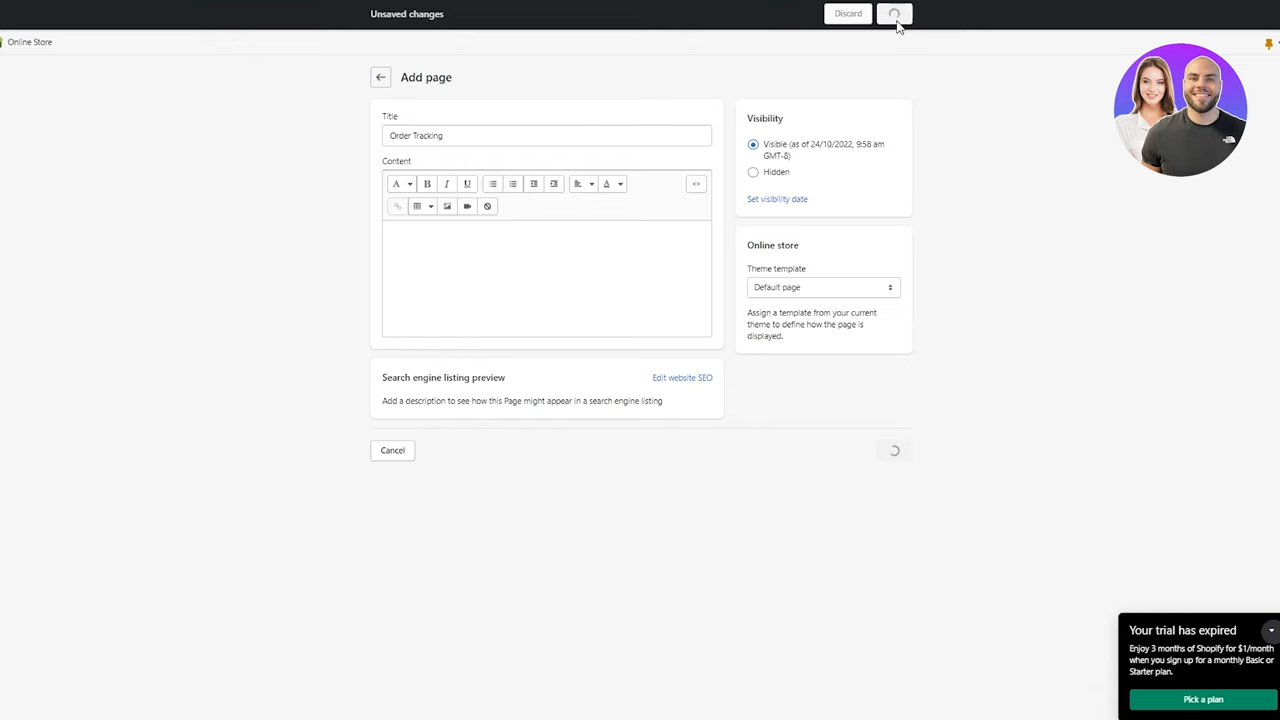 Unsaved changes
Discard
Online Store
Add page
Title
Order Tracking
Content
A
B
I
U
A
<>
Search engine listing preview
Edit website SEO
Add a description to see how this Page might appear in a search engine listing
Cancel
Visibility
Visible (as of 24/10/2022, 9:58 am
GMT-8)
Hidden
Set visibility date
Online store
Theme template
Default page
Assign a template from your current
theme to define how the page is
displayed.
Your trial has expired
Enjoy 3 months of Shopify for $1/month
when you sign up for a monthly Basic or
Starter plan.
Pick a plan